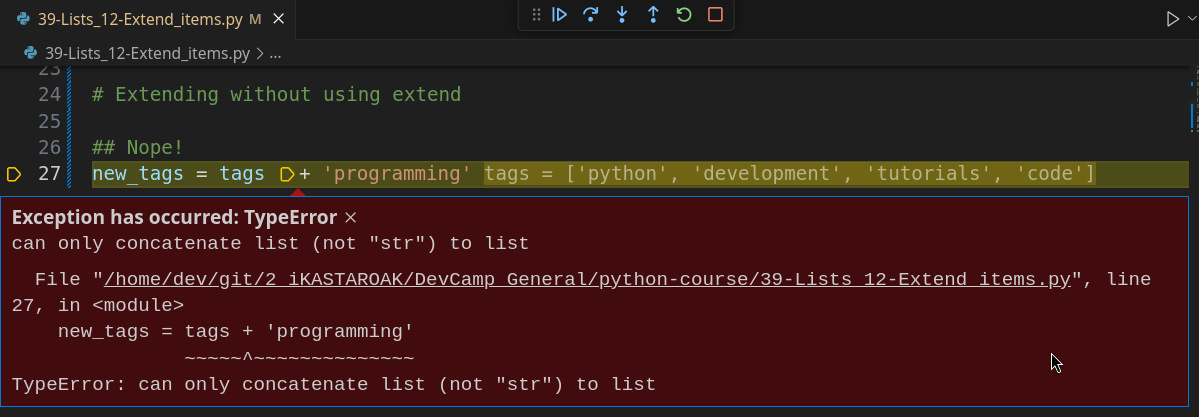 39-Lists_12-Extend_items.py M
39-Lists_12-Extend_items.py > ...
23
24 # Extending without using extend
25
26 ## Nope!
27 new_tags = tags + 'programming' tags = ['python', 'development', 'tutorials', 'code']
Exception has occurred: TypeError
can only concatenate list (not "str") to list
File "/home/dev/git/2_iKASTAROAK/DevCamp_General/python-course/39-Lists_12-Extend_items.py", line
27, in <module>
new_tags = tags + 'programming'
~~~~~^~~~~~~~~~~~~~~
TypeError: can only concatenate list (not "str") to list